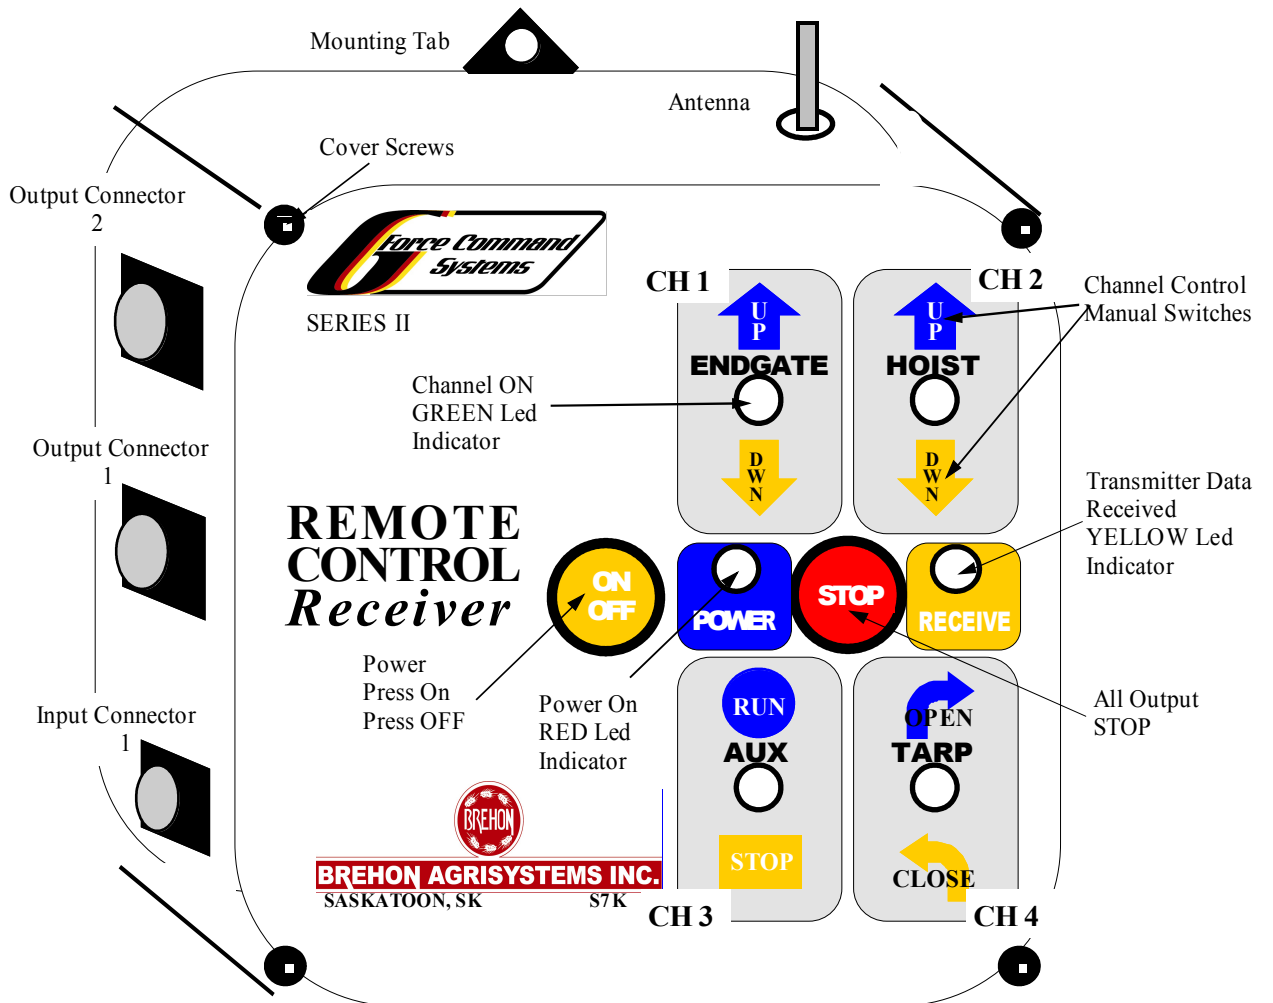 Mounting Tab
Antenna
Cover Screws
Output Connector
2
Force Command
Systems
SERIES II
CH 1
UP
ENDGATE
DWN
CH 2
UP
HOIST
DWN
Channel Control
Manual Switches
Channel ON
GREEN Led
Indicator
Output Connector
1
Transmitter Data
Received
YELLOW Led
Indicator
REMOTE
CONTROL
Receiver
ON
OFF
POWER
STOP
RECEIVE
Power
Press On
Press OFF
Power On
RED Led
Indicator
All Output
STOP
Input Connector
1
RUN
AUX
STOP
CH 3
OPEN
TARP
CLOSE
CH 4
BREHON
BREHON AGRISYSTEMS INC.
SASKATOON, SK S7K